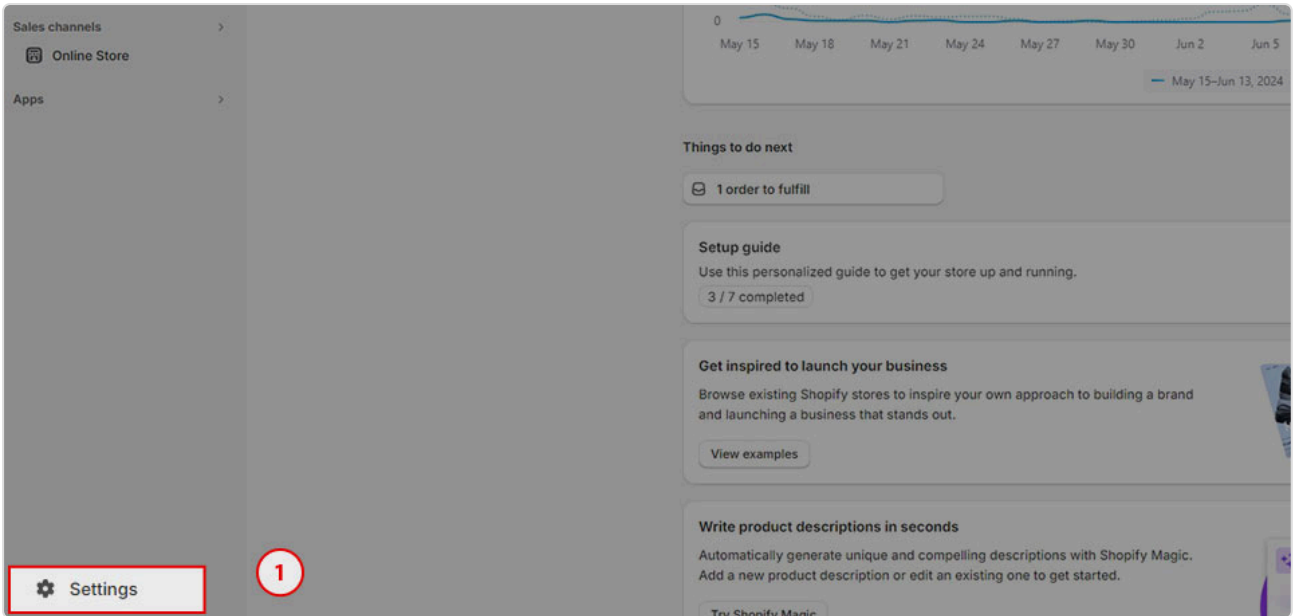 Sales channels
Online Store
Apps
Settings
1
0
May 15 May 18 May 21 May 24 May 27 May 30 Jun 2 Jun 5
May 15–Jun 13, 2024
Things to do next
1 order to fulfill
Setup guide
Use this personalized guide to get your store up and running.
3 / 7 completed
Get inspired to launch your business
Browse existing Shopify stores to inspire your own approach to building a brand
and launching a business that stands out.
View examples
Write product descriptions in seconds
Automatically generate unique and compelling descriptions with Shopify Magic.
Add a new product description or edit an existing one to get started.
Try Shopify Magic